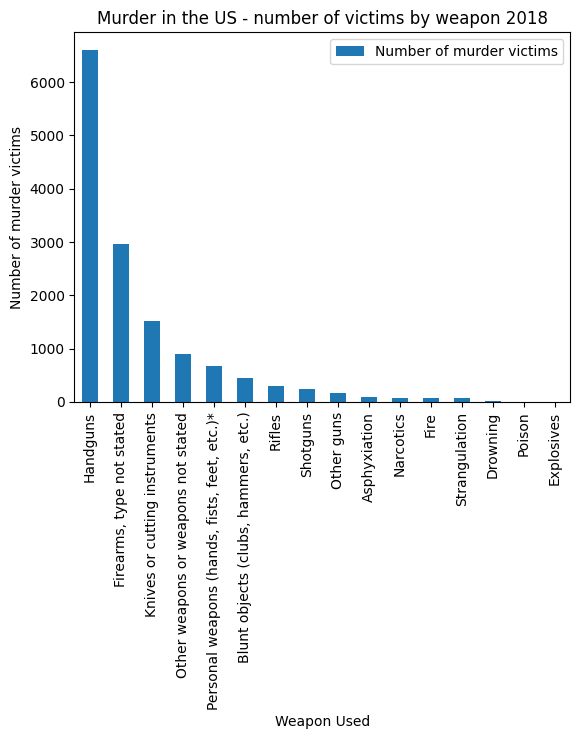 Murder in the US - number of victims by weapon 2018
Number of murder victims
Number of murder victims
6000
5000
4000
3000
2000
1000
0
Handguns
Firearms, type not stated
Knives or cutting instruments
Other weapons or weapons not stated
Personal weapons (hands, fists, feet, etc.)*
Blunt objects (clubs, hammers, etc.)
Rifles
Shotguns
Other guns
Asphyxiation
Narcotics
Fire
Strangulation
Drowning
Poison
Explosives
Weapon Used